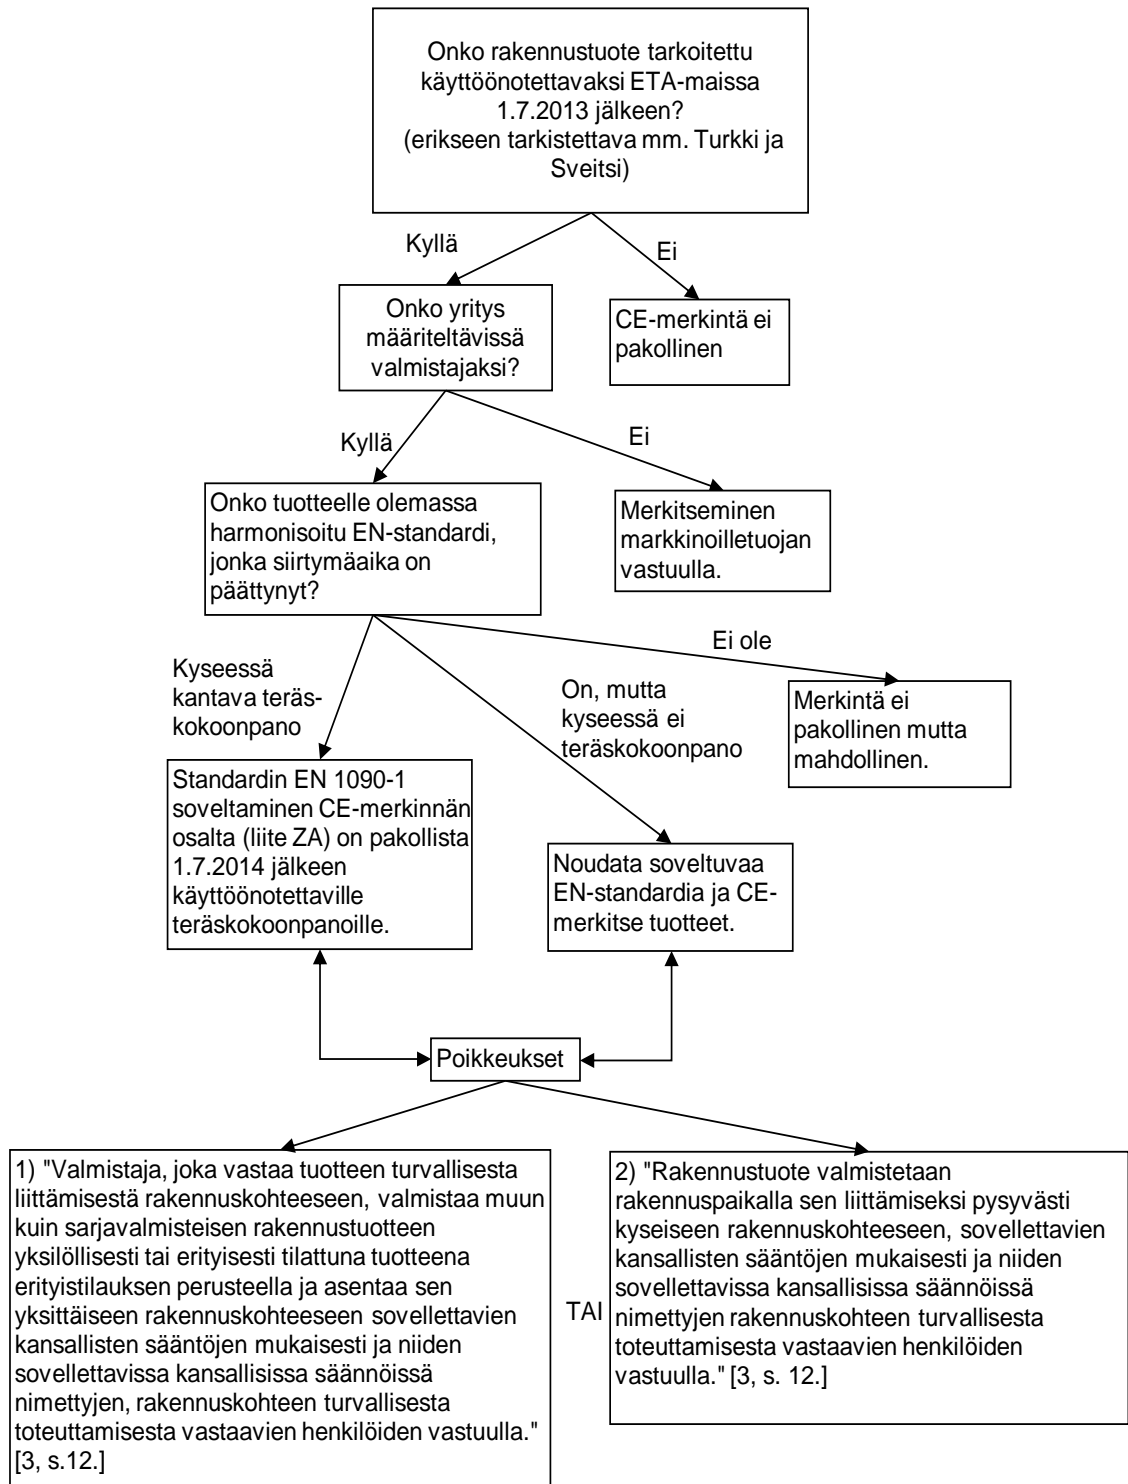 Onko rakennustuote tarkoitettu
käyttöönotettavaksi ETA-maissa
1.7.2013 jälkeen?
(erikseen tarkistettava mm. Turkki ja
Sveitsi)
Kyllä
Ei
Onko yritys
määriteltävissä
valmistajaksi?
CE-merkintä ei
pakollinen
Kyllä
Ei
Onko tuotteelle olemassa
harmonisoitu EN-standardi,
jonka siirtymäaika on
päättynyt?
Merkitseminen
markkinoilletuojan
vastuulla.
Kyseessä
kantava teräs-
kokoonpano
On, mutta
kyseessä ei
teräskokoonpano
Ei ole
Merkintä ei
pakollinen mutta
mahdollinen.
Standardin EN 1090-1
soveltaminen CE-merkinnän
osalta (liite ZA) on pakollista
1.7.2014 jälkeen
käyttöönotettaville
teräskokoonpanoille.
Noudata soveltuvaa
EN-standardia ja CE-
merkitse tuotteet.
Poikkeukset
1) "Valmistaja, joka vastaa tuotteen turvallisesta
liittämisestä rakennuskohteeseen, valmistaa muun
kuin sarjavalmisteisen rakennustuotteen
yksilöllisesti tai erityisesti tilattuna tuotteena
erityistilauksen perusteella ja asentaa sen
yksittäiseen rakennuskohteeseen sovellettavien
kansallisten sääntöjen mukaisesti ja niiden
sovellettavissa kansallisissa säännöissä
nimettyjen, rakennuskohteen turvallisesta
toteuttamisesta vastaavien henkilöiden vastuulla."
[3, s.12.]
TAI
2) "Rakennustuote valmistetaan
rakennuspaikalla sen liittämiseksi pysyvästi
kyseiseen rakennuskohteeseen, sovellettavien
kansallisten sääntöjen mukaisesti ja niiden
sovellettavissa kansallisissa säännöissä
nimettyjen rakennuskohteen turvallisesta
toteuttamisesta vastaavien henkilöiden
vastuulla." [3, s. 12.]